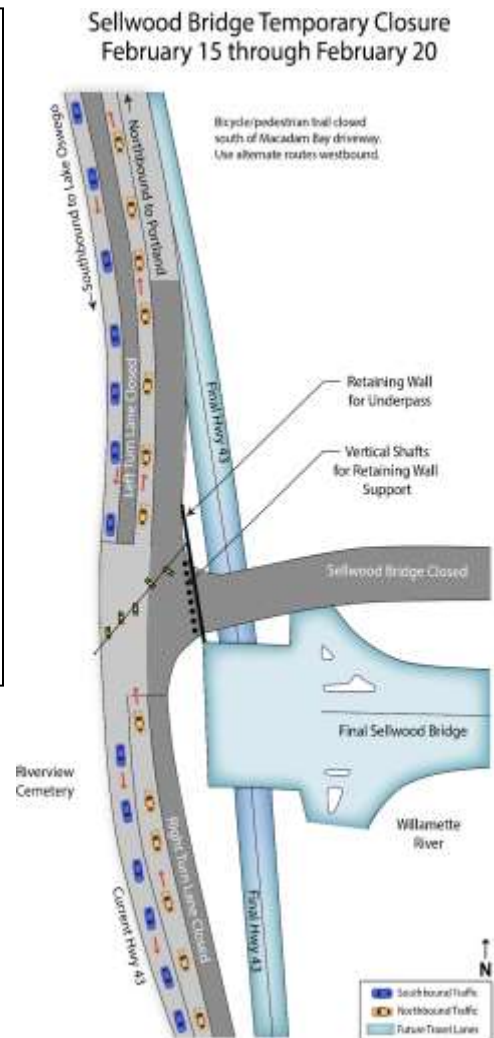 Sellwood Bridge Temporary Closure
February 15 through February 20
Bicycle/pedestrian trail closed
south of Macadam Bay driveway.
Use alternate routes westbound.
Southbound to Lake Oswego
Northbound to Portland
Left Turn Lane Closed
Final Hwy 43
Retaining Wall
for Underpass
Vertical Shafts
for Retaining Wall
Support
Sellwood Bridge Closed
Final Sellwood Bridge
Riverview
Cemetery
Willamette
River
Right Turn Lane Closed
Current Hwy 43
Final Hwy 43
N
Southbound Traffic
Northbound Traffic
Future Travel Lanes